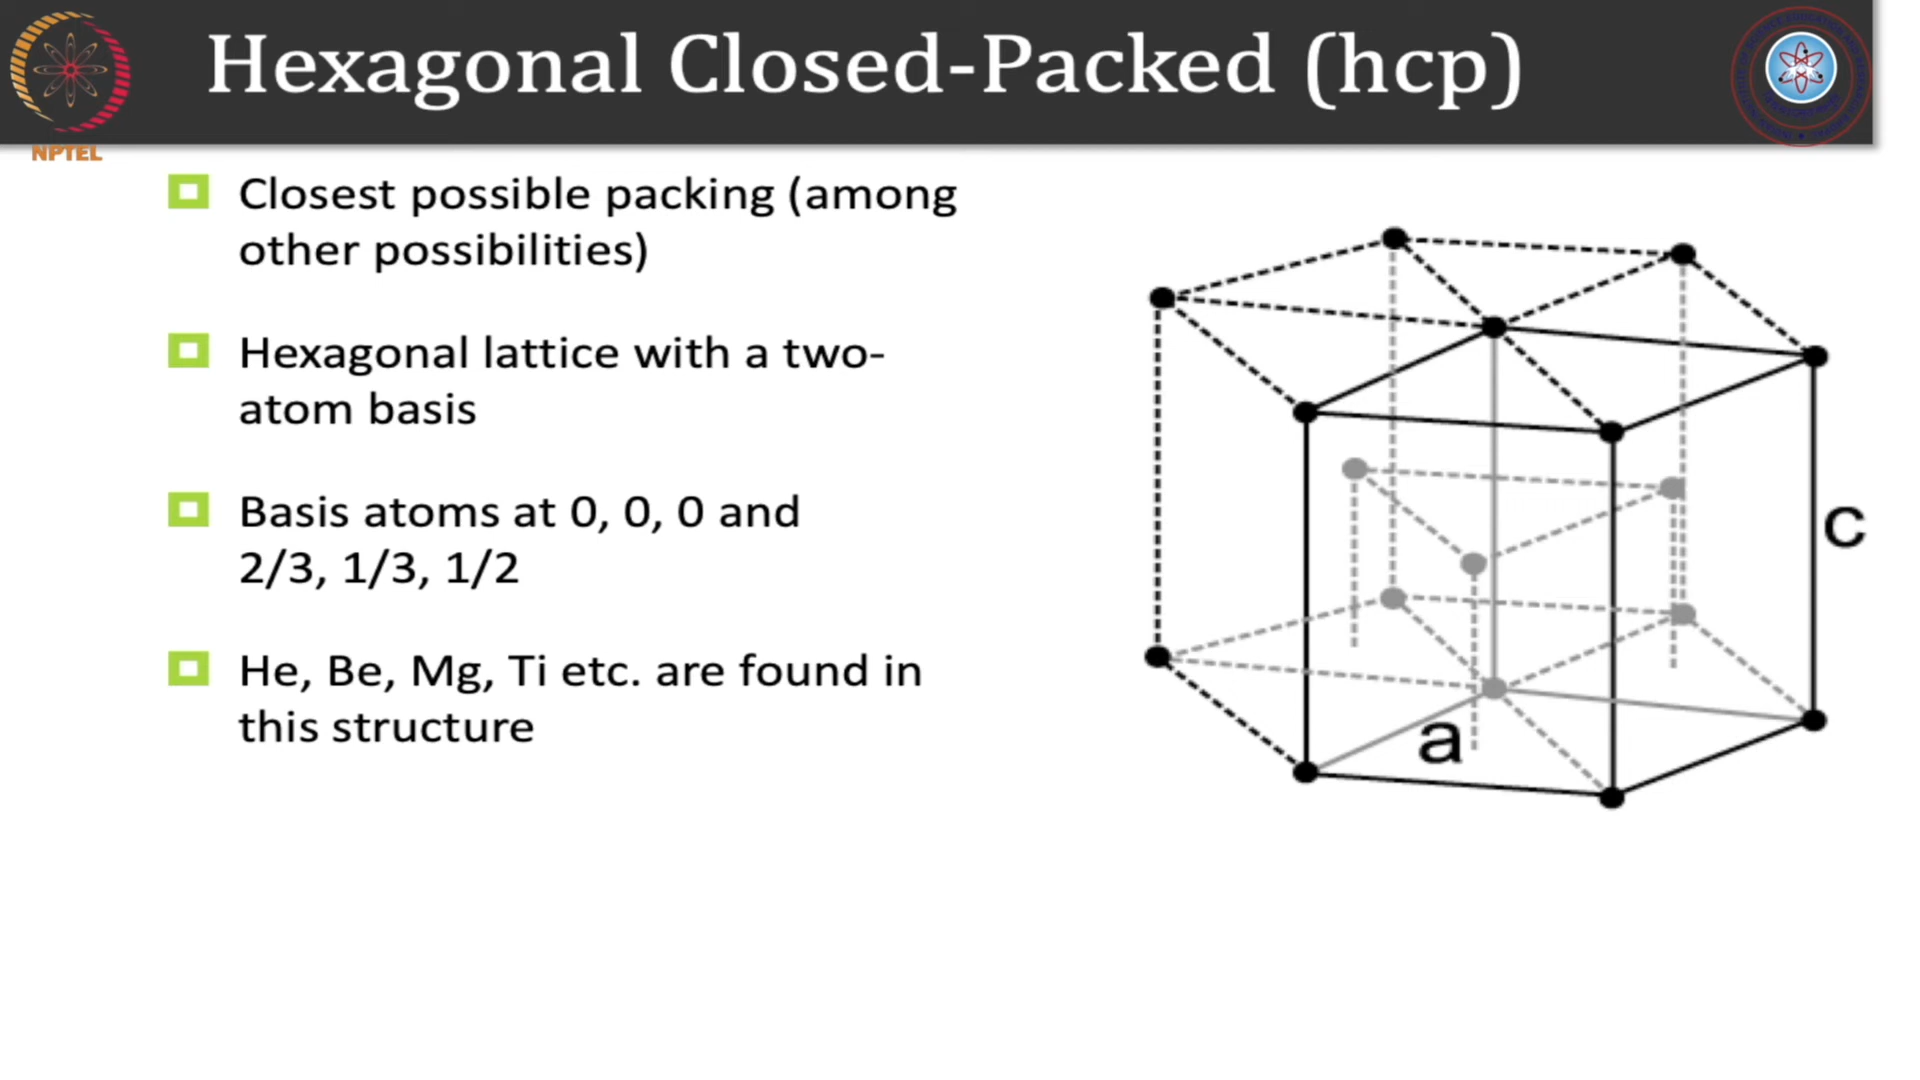 Hexagonal Closed-Packed (hcp)
NPTEL
Closest possible packing (among
other possibilities)
Hexagonal lattice with a two-
atom basis
Basis atoms at 0, 0, 0 and
2/3, 1/3, 1/2
He, Be, Mg, Ti etc. are found in
this structure
c
a